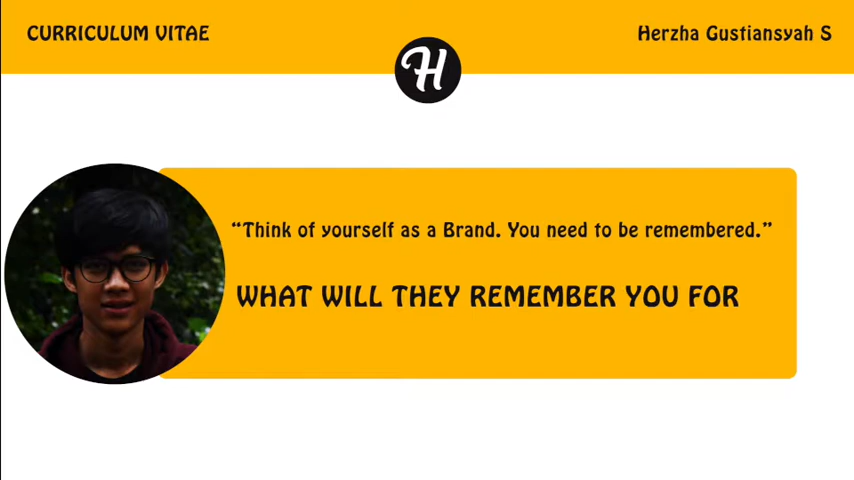 CURRICULUM VITAE
Herzha Gustiansyah S
H
“Think of yourself as a Brand. You need to be remembered.”
WHAT WILL THEY REMEMBER YOU FOR